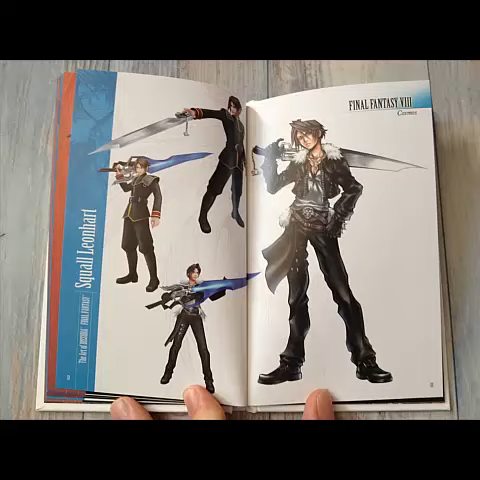 Squall Leonhart
The Art of DISSIDIA FINAL FANTASY
FINAL FANTASY VIII
Cosmos